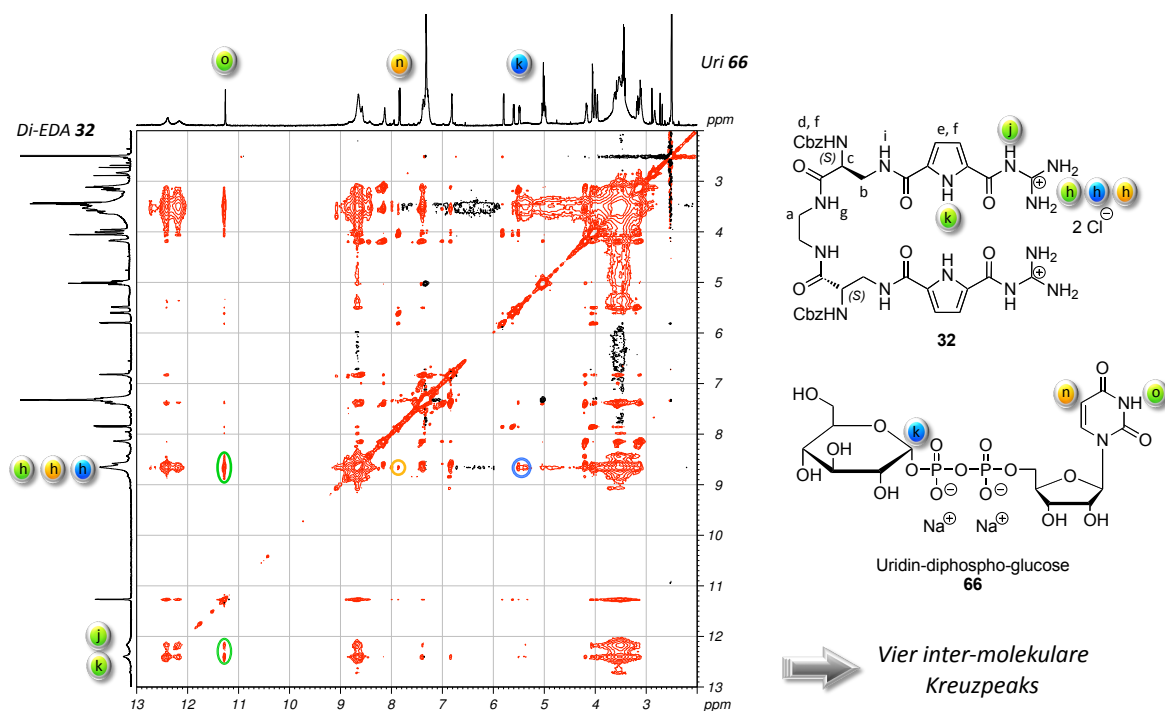 o
n
k
Uri 66
ppm
Di-EDA 32
3
4
5
6
7
8
9
10
11
12
13
13 12 11 10 9 8 7 6 5 4 3 ppm
h h h
j
k
d, f
CbzHN
(S)
c
b
i
H
N
e, f
j
H
N
NH2
NH2
O
O
N
H
O
k
h h h
a
NH
g
2 Cl⊖
NH
H
N
O
(S)
CbzHN
N
H
O
O
N
H
NH2
NH2
32
HO
O
k
HO
HO
OH
O
O
P
O⊖
O
O
P
O⊖
O
O
n
O
NH
o
N
O
OH OH
Na⊕ Na⊕
Uridin-diphospho-glucose
66
Vier inter-molekulare
Kreuzpeaks